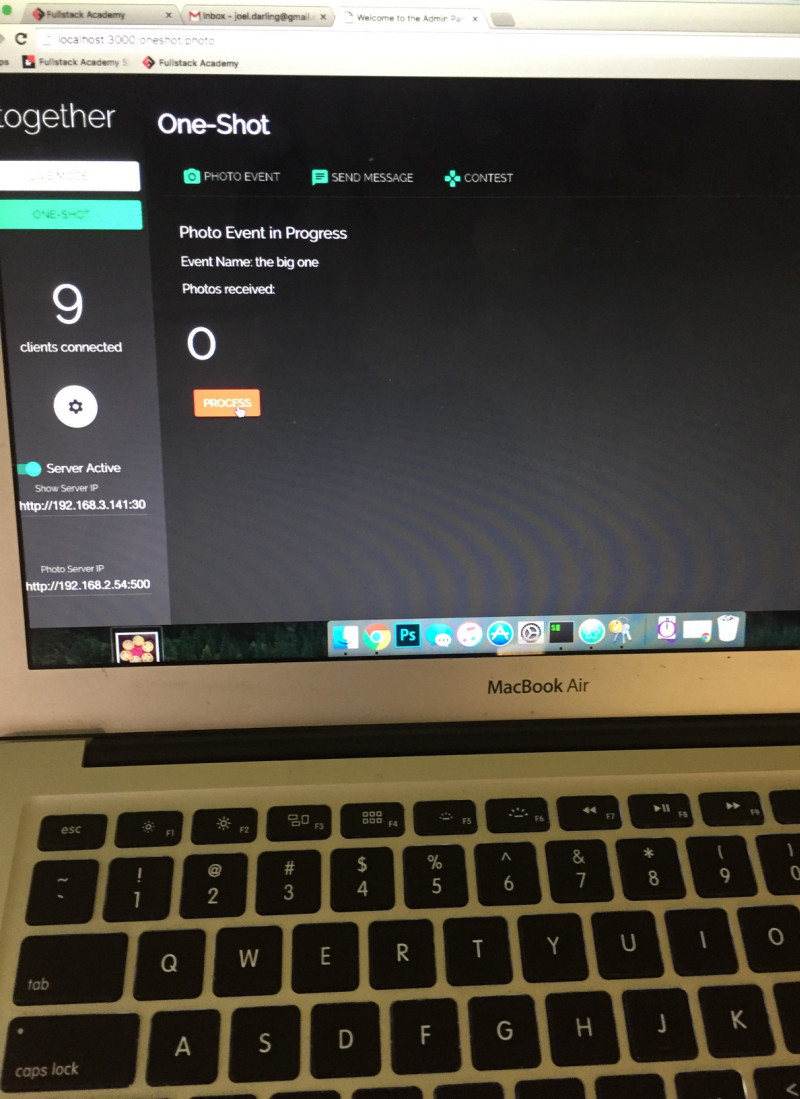 Fullstack Academy
Inbox - joel.darling@gmail
Welcome to the Admin Pa
localhost:3000/oneshot/photo
ps
Fullstack Academy S
Fullstack Academy
together
One-Shot
LIVE MODE
ONE-SHOT
PHOTO EVENT
SEND MESSAGE
CONTEST
Photo Event in Progress
Event Name: the big one
Photos received:
0
PROCESS
9
clients connected
Server Active
Show Server IP
http://192.168.3.141:30
Photo Server IP
http://192.168.2.54:500
Ps
MacBook Air
esc F1 F2 F3 F4 F5 F6 F7 F8 F9
~ ! @ # $ % ^ & * ( )
` 1 2 3 4 5 6 7 8 9 0
tab Q W E R T Y U I O
caps lock A S D F G H J K
<